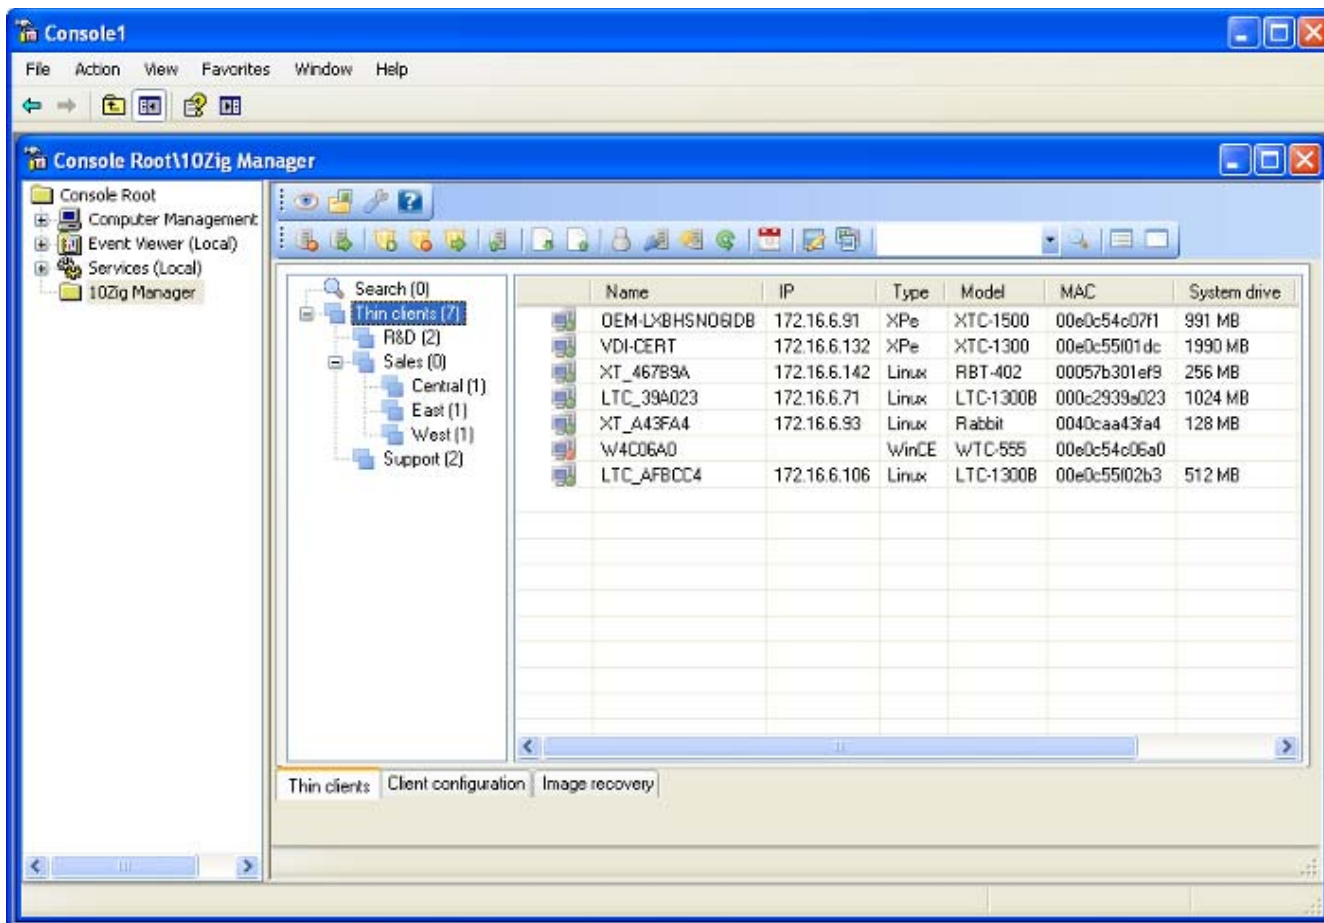 Console1
File Action View Favorites Window Help
Console Root\10Zig Manager
Console Root
Computer Management
Event Viewer (Local)
Services (Local)
10Zig Manager
Search (0)
Thin clients (7)
R&D (2)
Sales (0)
Central (1)
East (1)
West (1)
Support (2)
Name IP Type Model MAC System drive
OEM-LXBHSNO6IDB 172.16.6.91 XPe XTC-1500 00e0c54c07f1 991 MB
VDI-CERT 172.16.6.132 XPe XTC-1300 00e0c55f01dc 1990 MB
XT_467B9A 172.16.6.142 Linux RBT-402 00057b301ef9 256 MB
LTC_39A023 172.16.6.71 Linux LTC-1300B 000c2939a023 1024 MB
XT_A43FA4 172.16.6.93 Linux Rabbit 0040caa43fa4 128 MB
W4C06A0 WinCE WTC-555 00e0c54c06a0
LTC_AFBCC4 172.16.6.106 Linux LTC-1300B 00e0c55f02b3 512 MB
Thin clients Client configuration Image recovery